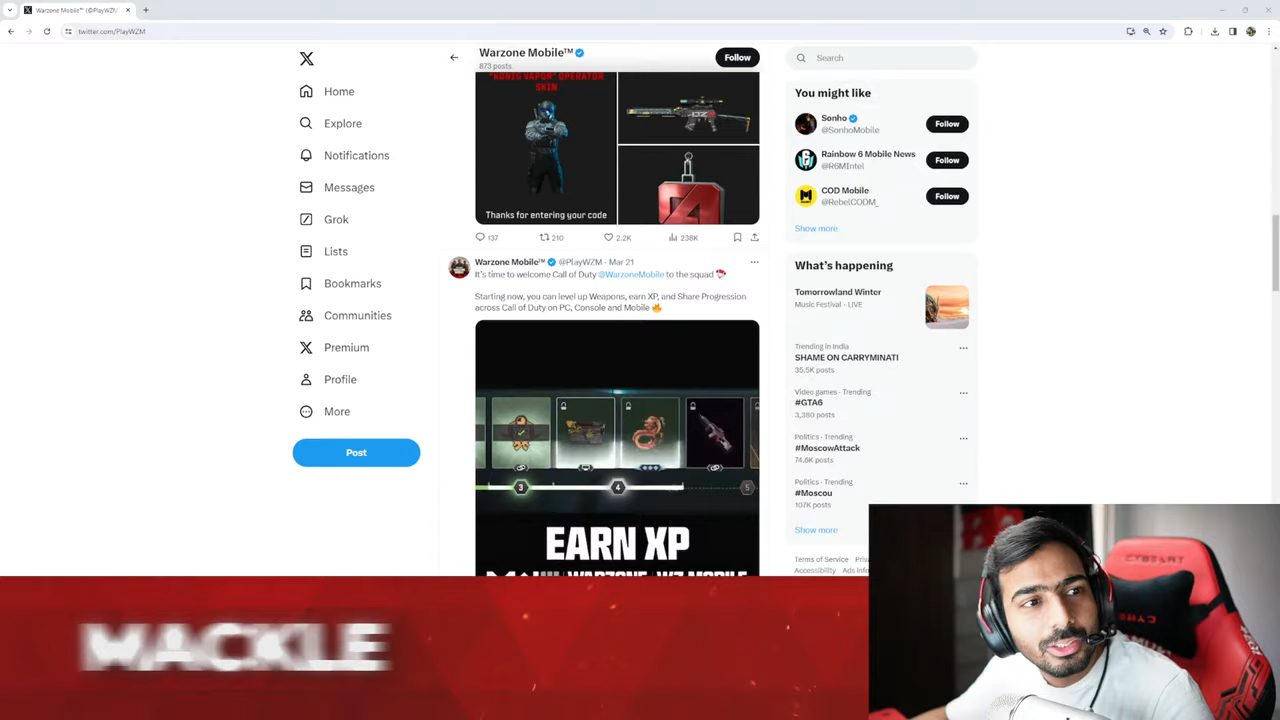 Warzone Mobile™ (@PlayWZM
twitter.com/PlayWZM
Home
Explore
Notifications
Messages
Grok
Lists
Bookmarks
Communities
Premium
Profile
More
Post
Warzone Mobile™
873 posts
Follow
"KONIG VAPOR" OPERATOR
SKIN
Thanks for entering your code
137
210
2.2K
238K
Warzone Mobile™ @PlayWZM · Mar 21
It's time to welcome Call of Duty @WarzoneMobile to the squad
Starting now, you can level up Weapons, earn XP, and Share Progression
across Call of Duty on PC, Console and Mobile
3
4
5
EARN XP
WARZONE WZ MOBILE
Search
You might like
Sonho
@SonhoMobile
Follow
Rainbow 6 Mobile News
@R6MIntel
Follow
COD Mobile
@RebelCODM_
Follow
Show more
What's happening
Tomorrowland Winter
Music Festival · LIVE
Trending in India
SHAME ON CARRYMINATI
35.5K posts
Video games · Trending
#GTA6
3,380 posts
Politics · Trending
#MoscowAttack
74.6K posts
Politics · Trending
#Moscou
107K posts
Show more
Terms of Service
Accessibility Ads
MACKLE